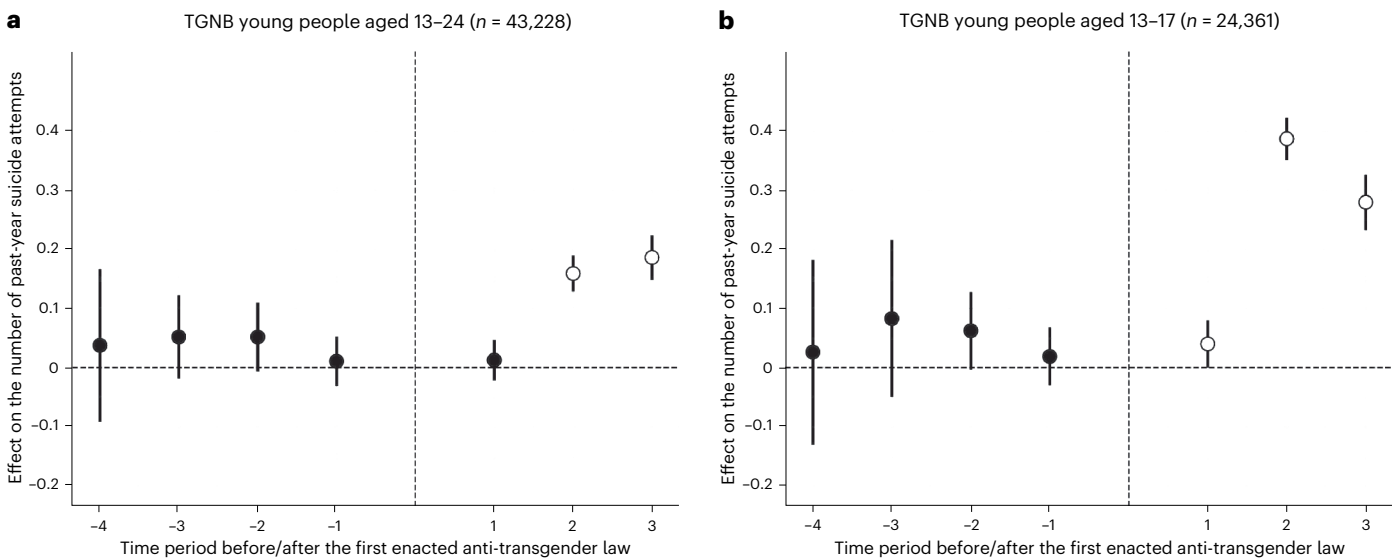 a
TGNB young people aged 13–24 (n = 43,228)
Effect on the number of past-year suicide attempts
0.4
0.3
0.2
0.1
0
–0.1
–0.2
–4 –3 –2 –1 1 2 3
Time period before/after the first enacted anti-transgender law
b
TGNB young people aged 13–17 (n = 24,361)
Effect on the number of past-year suicide attempts
0.4
0.3
0.2
0.1
0
–0.1
–0.2
–4 –3 –2 –1 1 2 3
Time period before/after the first enacted anti-transgender law